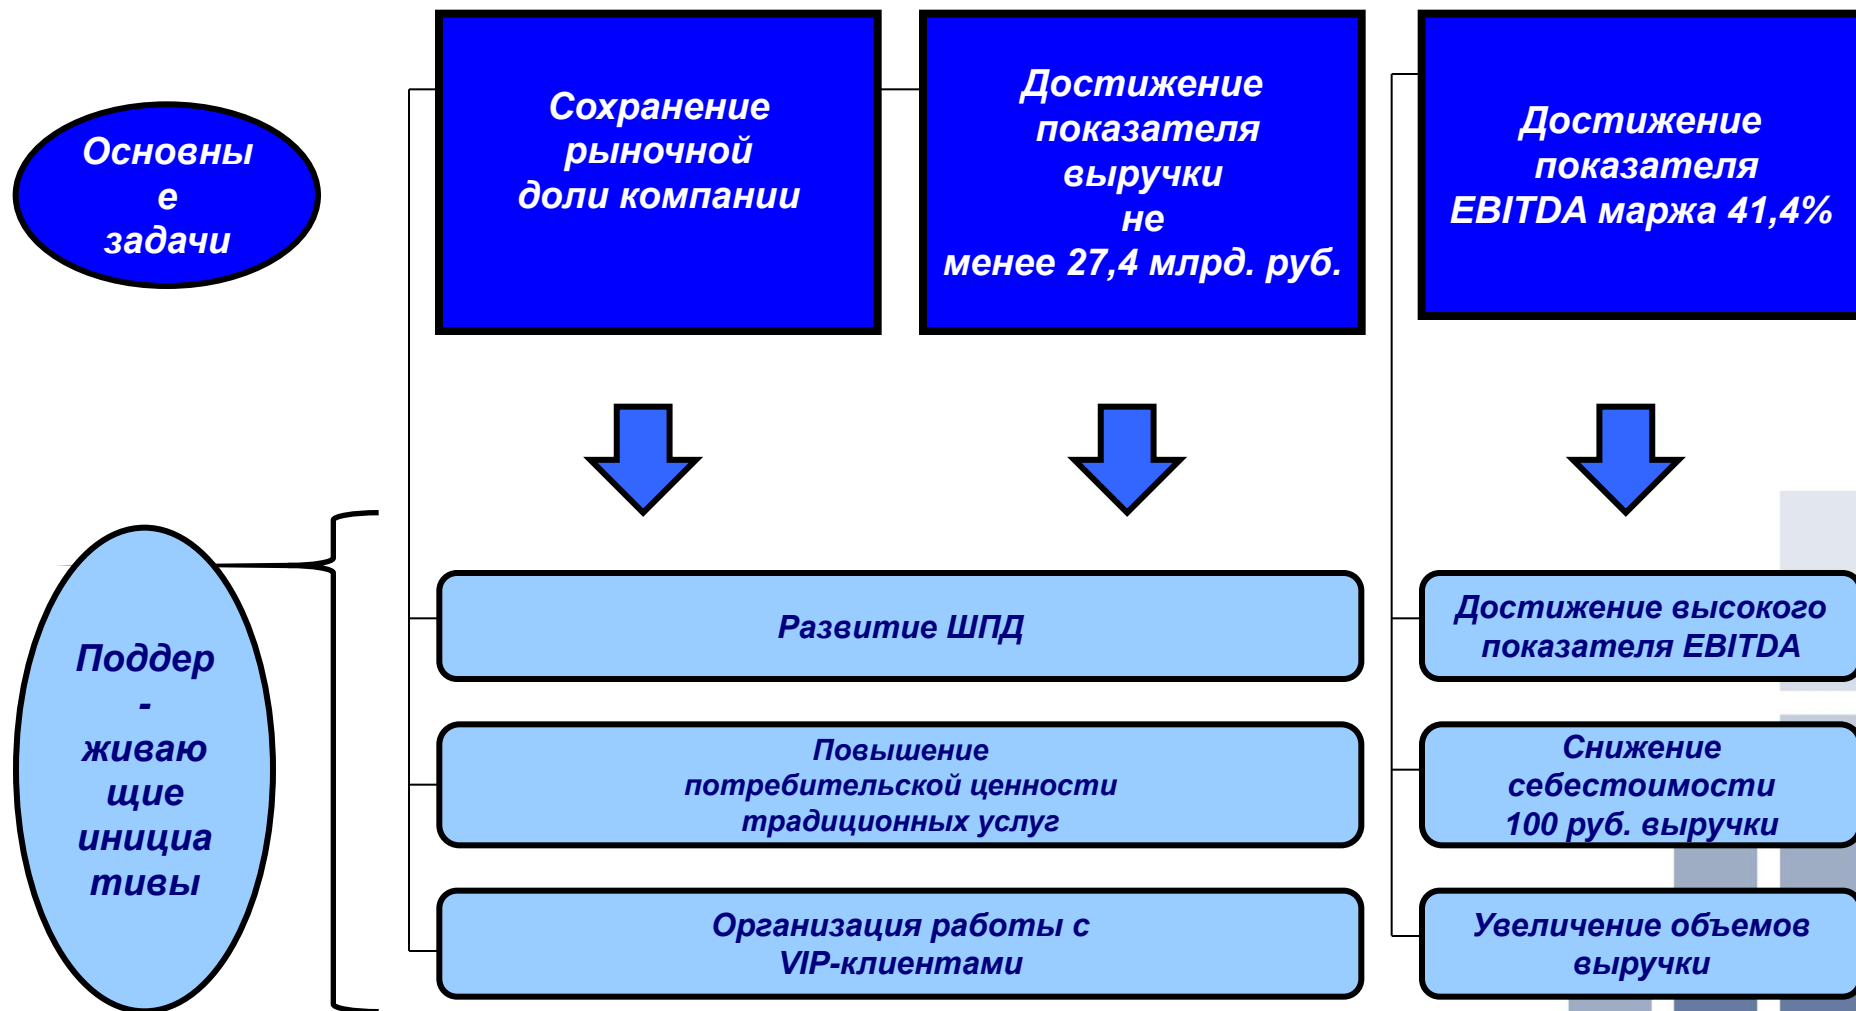 Основны
е
задачи
Сохранение
рыночной
доли компании
Достижение
показателя
выручки
не
менее 27,4 млрд. руб.
Достижение
показателя
EBITDA маржа 41,4%
Поддер
-
живаю
щие
инициа
тивы
Развитие ШПД
Повышение
потребительской ценности
традиционных услуг
Организация работы с
VIP-клиентами
Достижение высокого
показателя EBITDA
Снижение
себестоимости
100 руб. выручки
Увеличение объемов
выручки